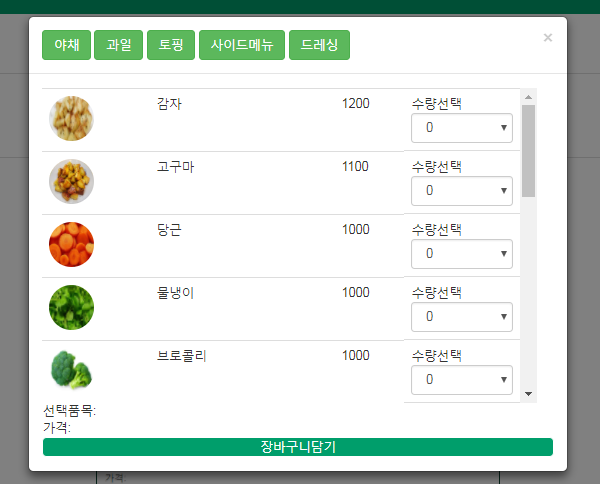 야채 과일 토핑 사이드메뉴 드레싱 ×
감자 1200 수량선택
0
고구마 1100 수량선택
0
당근 1000 수량선택
0
물냉이 1000 수량선택
0
브로콜리 1000 수량선택
0
선택품목:
가격:
장바구니담기
가격: